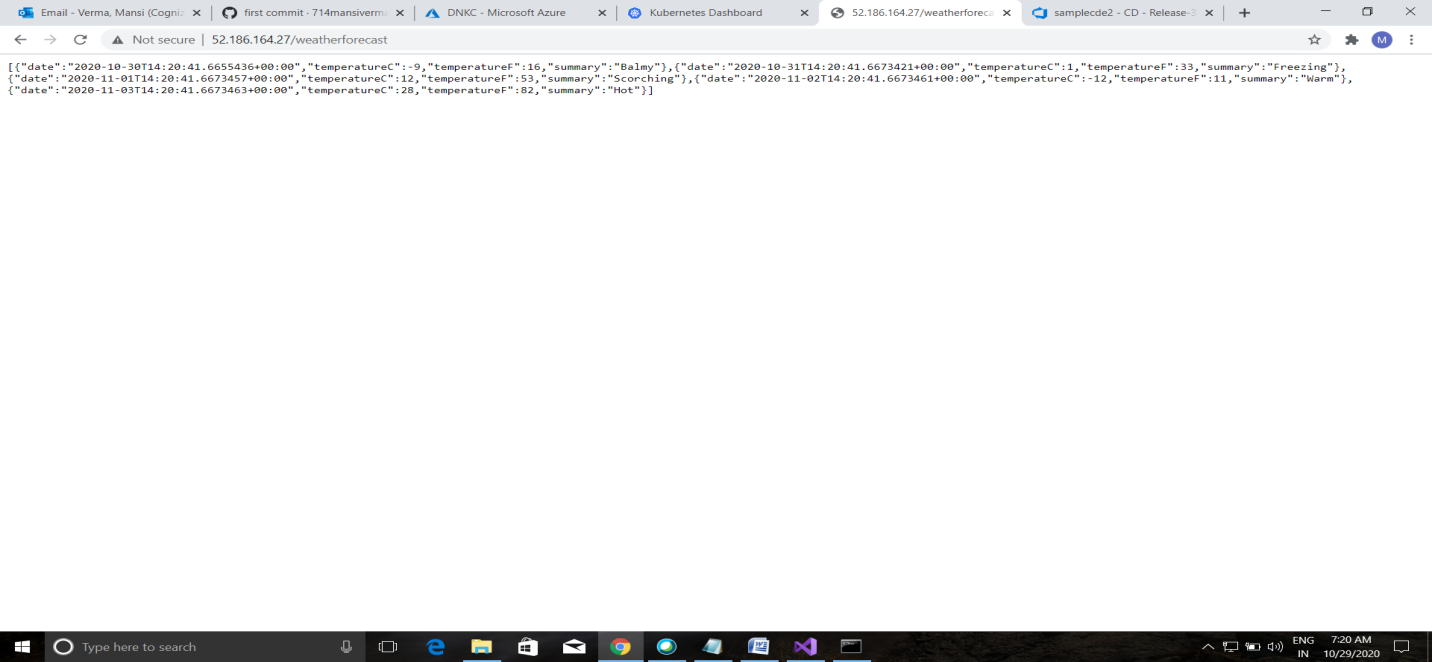 Email - Verma, Mansi (Cogniz
first commit · 714mansiverma
DNKC - Microsoft Azure
Kubernetes Dashboard
52.186.164.27/weatherforeca
samplecde2 - CD - Release-3
Not secure | 52.186.164.27/weatherforecast
M
[{"date":"2020-10-30T14:20:41.6655436+00:00","temperatureC":-9,"temperatureF":16,"summary":"Balmy"},{"date":"2020-10-31T14:20:41.6673421+00:00","temperatureC":1,"temperatureF":33,"summary":"Freezing"},
{"date":"2020-11-01T14:20:41.6673457+00:00","temperatureC":12,"temperatureF":53,"summary":"Scorching"},{"date":"2020-11-02T14:20:41.6673461+00:00","temperatureC":-12,"temperatureF":11,"summary":"Warm"},
{"date":"2020-11-03T14:20:41.6673463+00:00","temperatureC":28,"temperatureF":82,"summary":"Hot"}]
Type here to search
ENG
IN
7:20 AM
10/29/2020